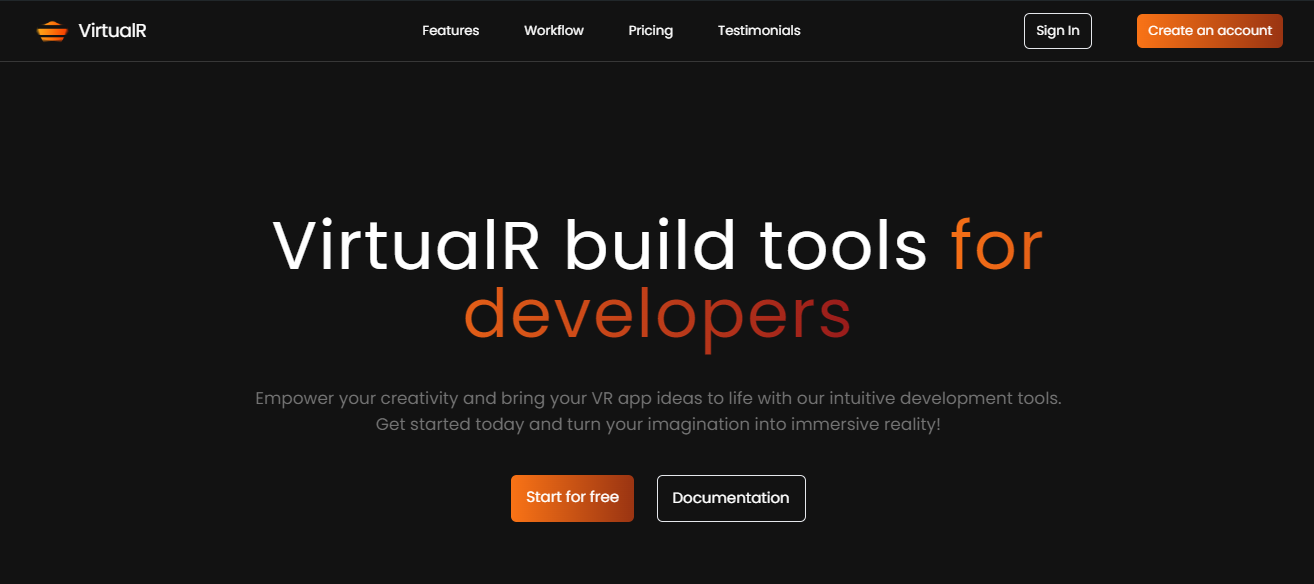 VirtualR
Features
Workflow
Pricing
Testimonials
Sign In
Create an account
VirtualR build tools for
developers
Empower your creativity and bring your VR app ideas to life with our intuitive development tools.
Get started today and turn your imagination into immersive reality!
Start for free
Documentation